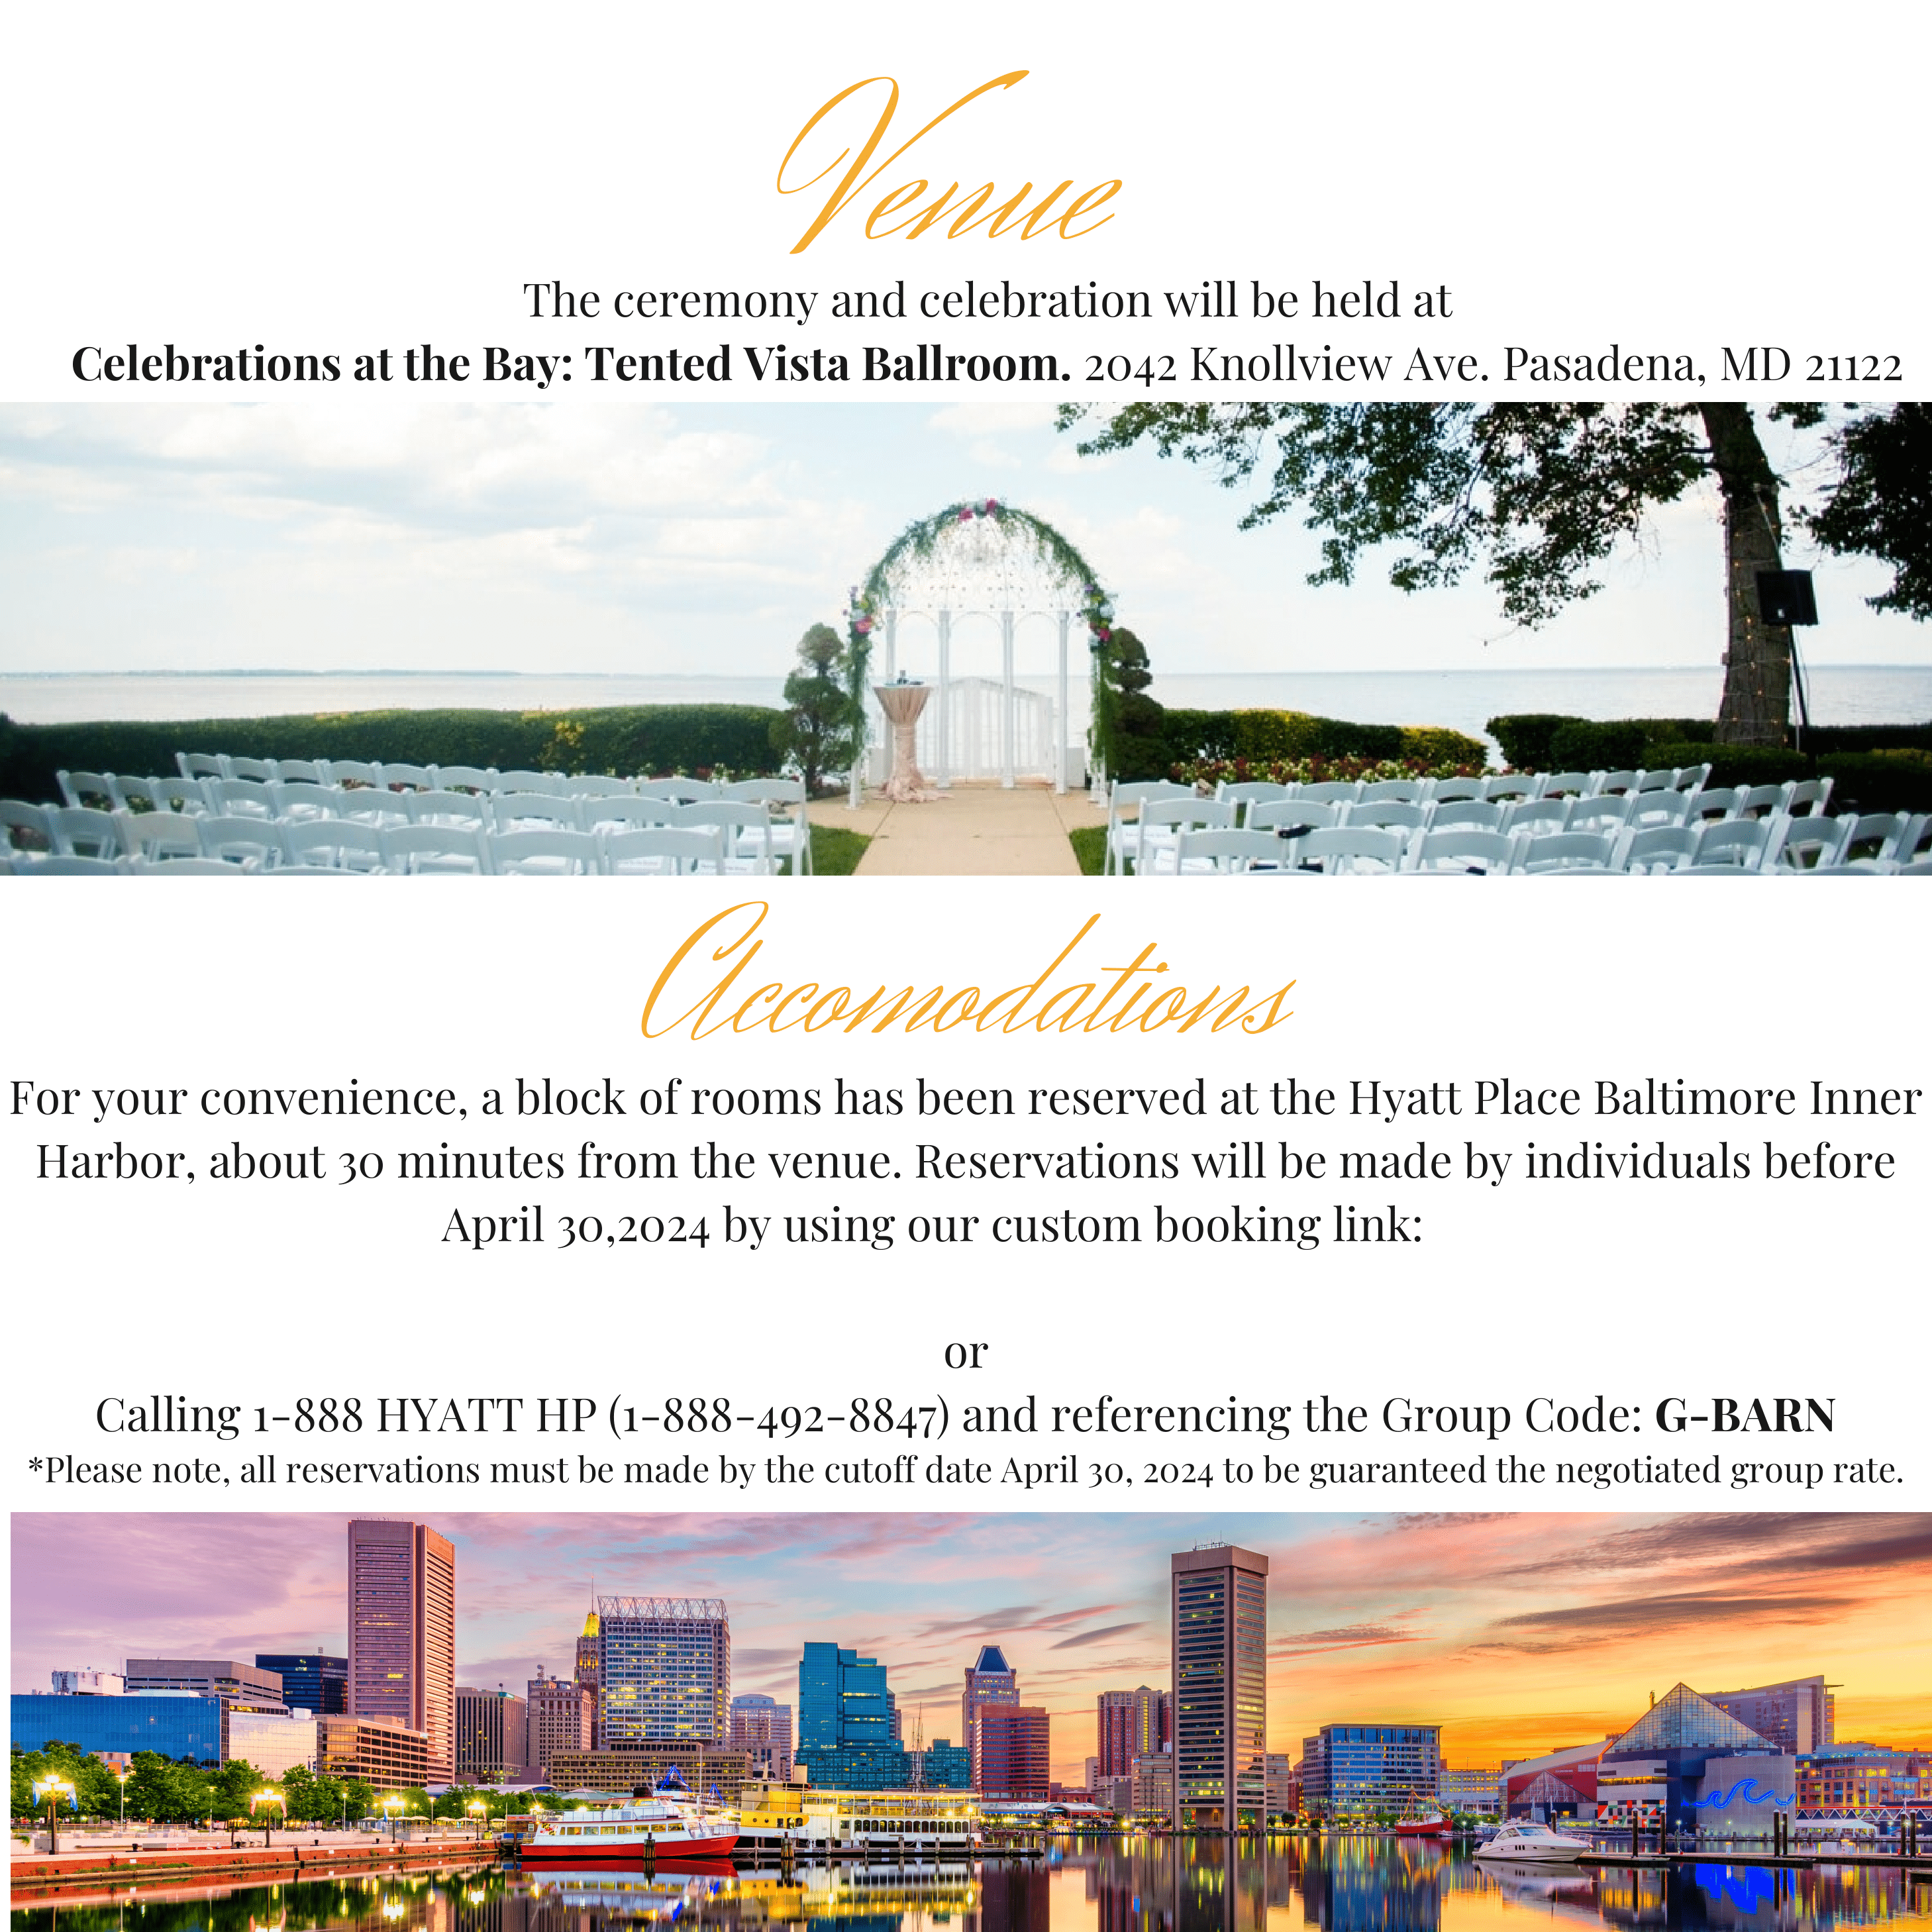 Venue
The ceremony and celebration will be held at
Celebrations at the Bay: Tented Vista Ballroom. 2042 Knollview Ave. Pasadena, MD 21122
Accomodations
For your convenience, a block of rooms has been reserved at the Hyatt Place Baltimore Inner
Harbor, about 30 minutes from the venue. Reservations will be made by individuals before
April 30,2024 by using our custom booking link:
or
Calling 1-888 HYATT HP (1-888-492-8847) and referencing the Group Code: G-BARN
*Please note, all reservations must be made by the cutoff date April 30, 2024 to be guaranteed the negotiated group rate.